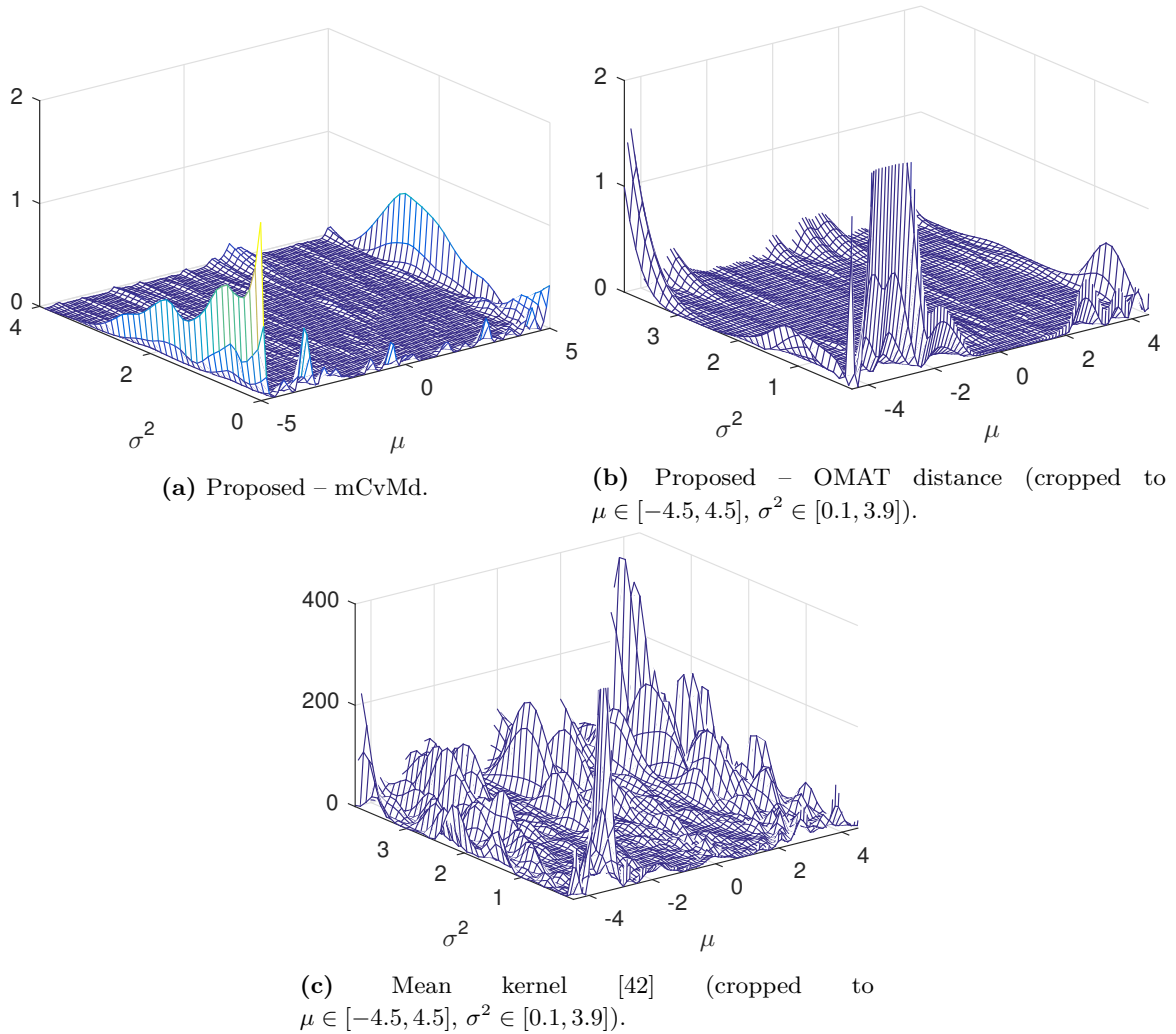 2
1
0
4
2
0
-5
0
5
σ²
μ
(a) Proposed – mCvMd.
2
1
0
3
2
1
-4
-2
0
2
4
σ²
μ
(b) Proposed – OMAT distance (cropped to
μ ∈ [−4.5, 4.5], σ² ∈ [0.1, 3.9]).
400
200
0
3
2
1
-4
-2
0
2
4
σ²
μ
(c) Mean kernel [42] (cropped to
μ ∈ [−4.5, 4.5], σ² ∈ [0.1, 3.9]).